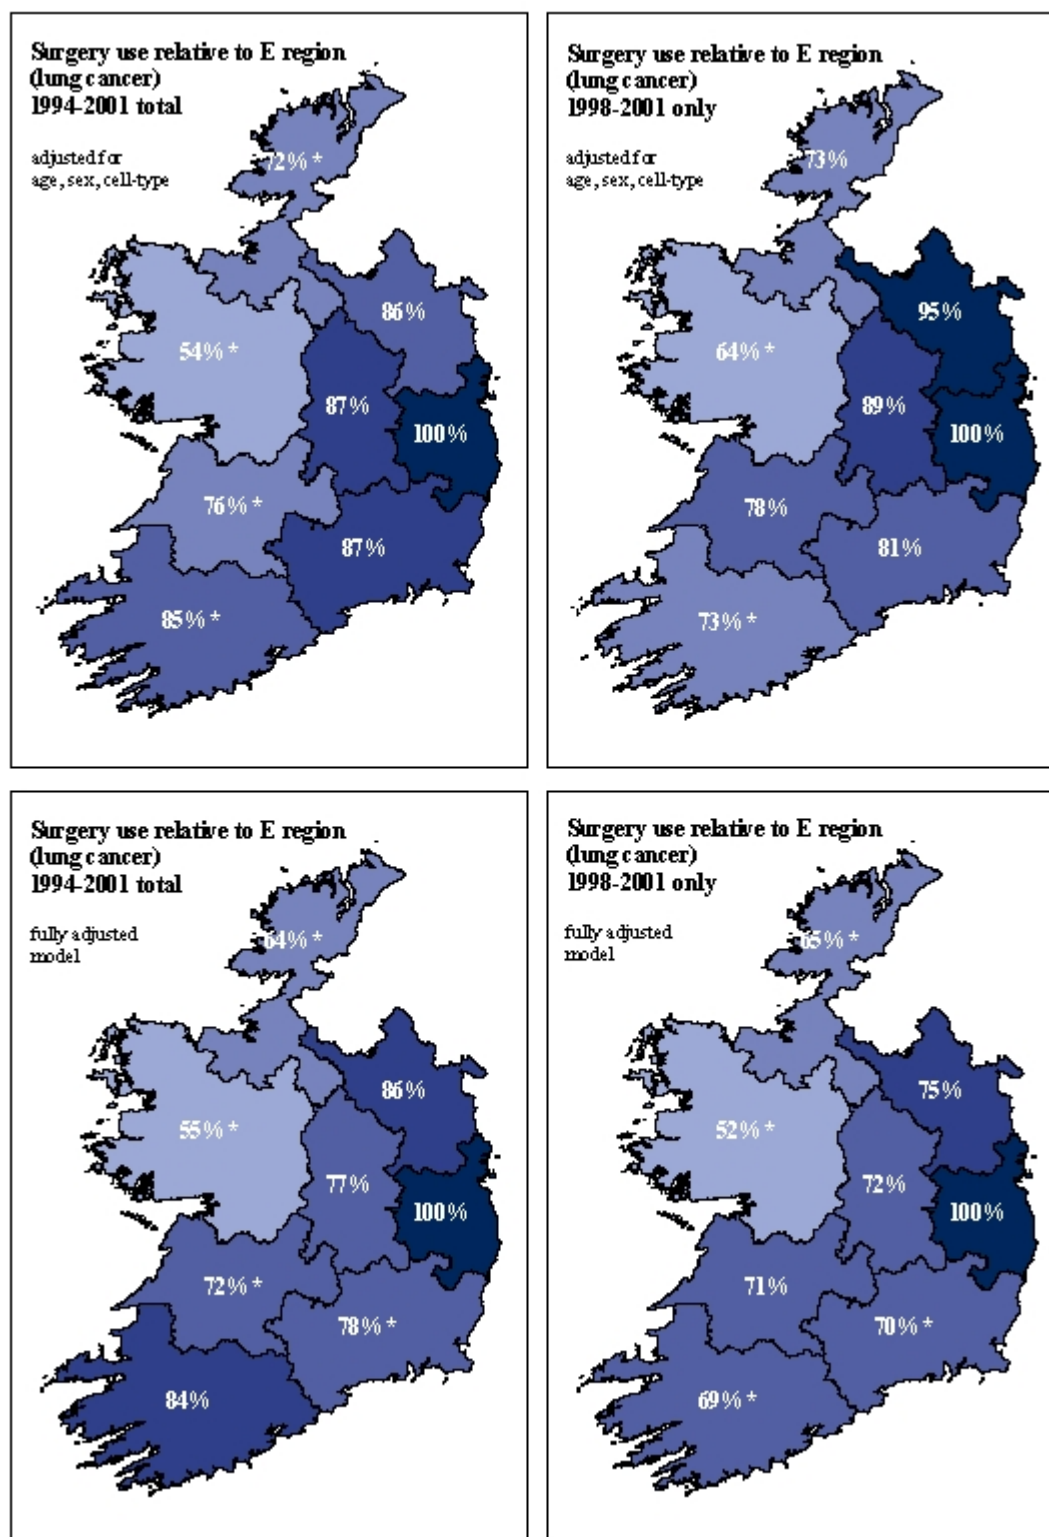 Surgery use relative to E region
(lung cancer)
1994-2001 total
adjusted for
age, sex, cell-type
72% *
86%
54% *
87%
100%
76% *
87%
85% *
Surgery use relative to E region
(lung cancer)
1998-2001 only
adjusted for
age, sex, cell-type
73%
95%
64% *
89%
100%
78%
81%
73% *
Surgery use relative to E region
(lung cancer)
1994-2001 total
fully adjusted
model
64% *
86%
55% *
77%
100%
72% *
78% *
84%
Surgery use relative to E region
(lung cancer)
1998-2001 only
fully adjusted
model
65% *
75%
52% *
72%
100%
71%
70% *
69% *